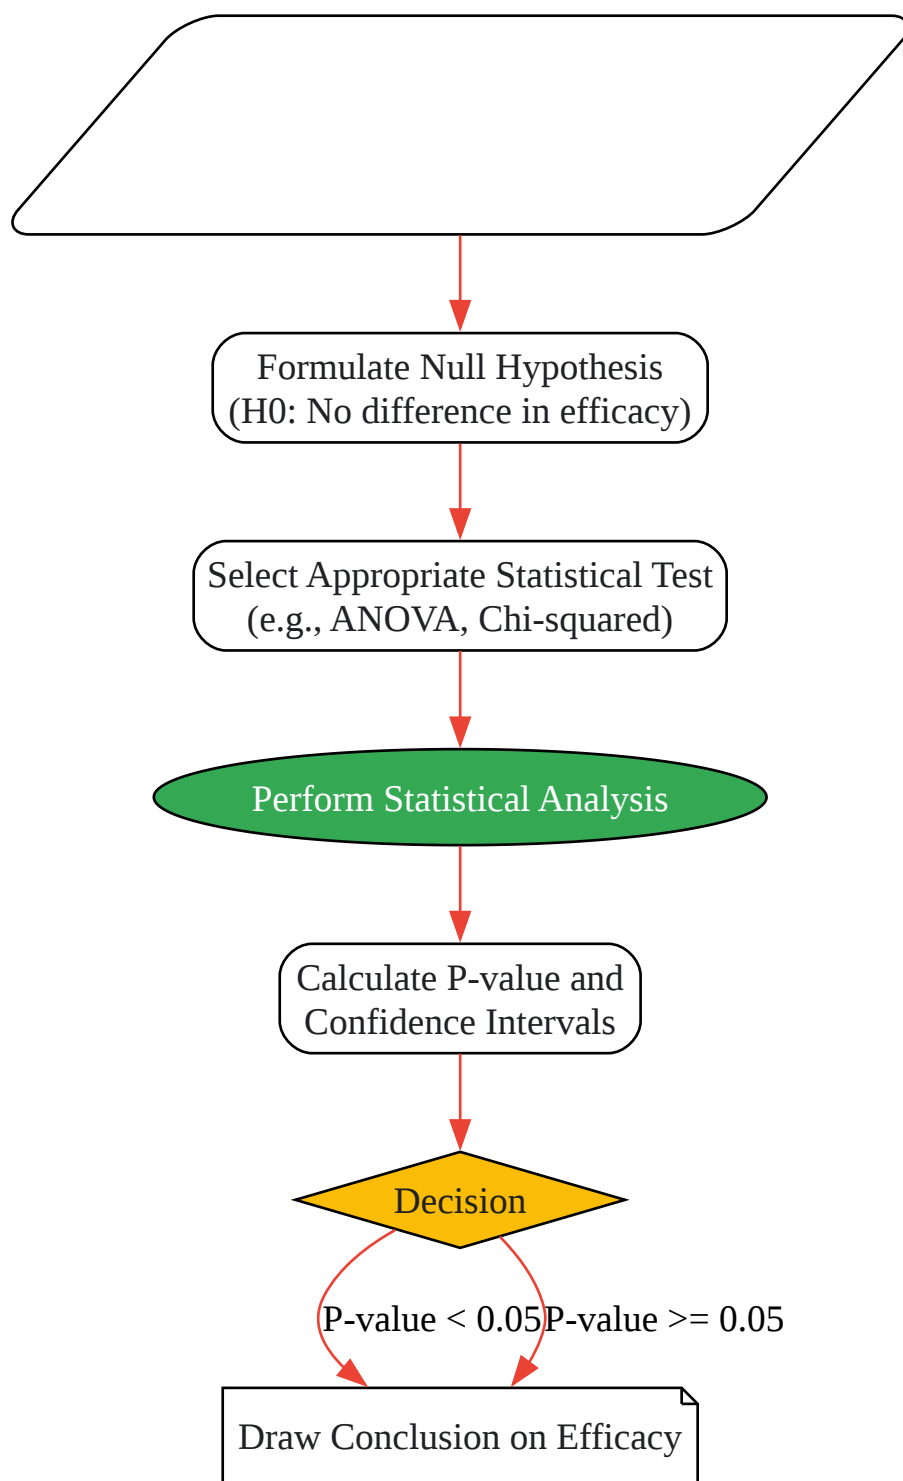 Formulate Null Hypothesis
(H0: No difference in efficacy)
Select Appropriate Statistical Test
(e.g., ANOVA, Chi-squared)
Perform Statistical Analysis
Calculate P-value and
Confidence Intervals
Decision
P-value < 0.05
P-value >= 0.05
Draw Conclusion on Efficacy